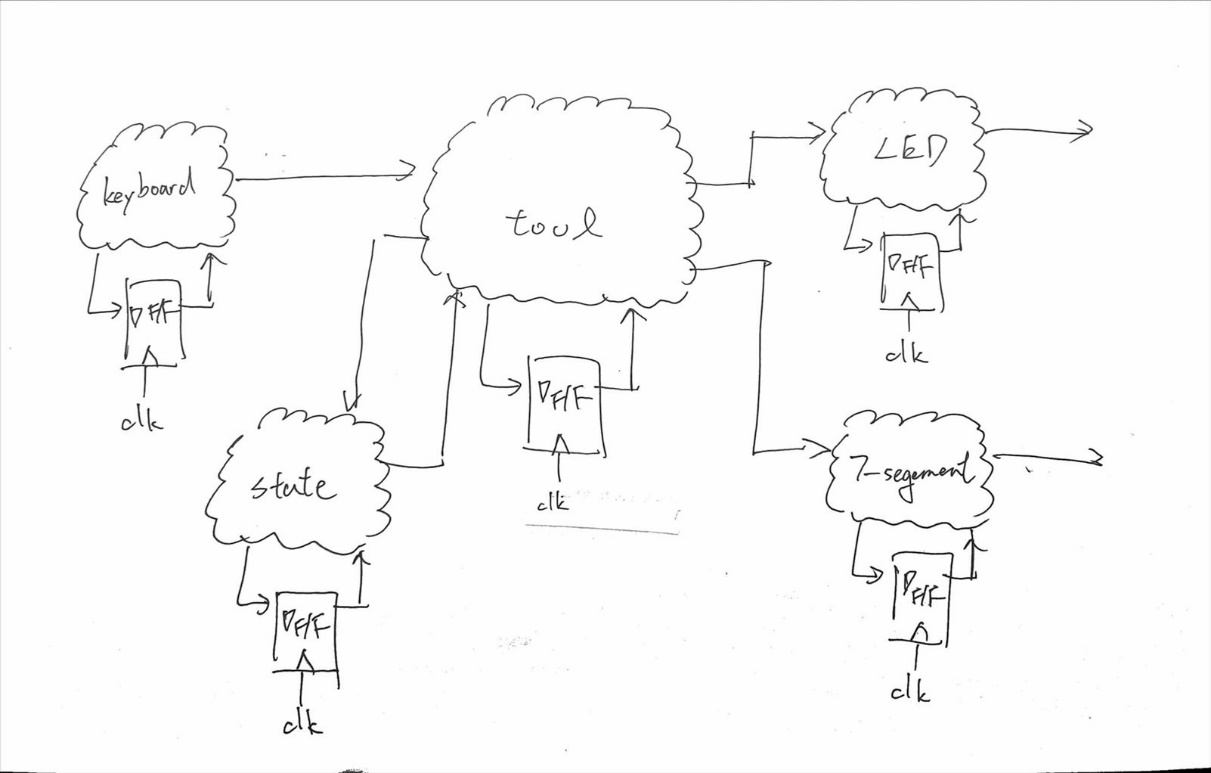 keyboard
D F/F
clk
tool
D F/F
clk
state
D F/F
clk
LED
D F/F
clk
7-segement
D F/F
clk